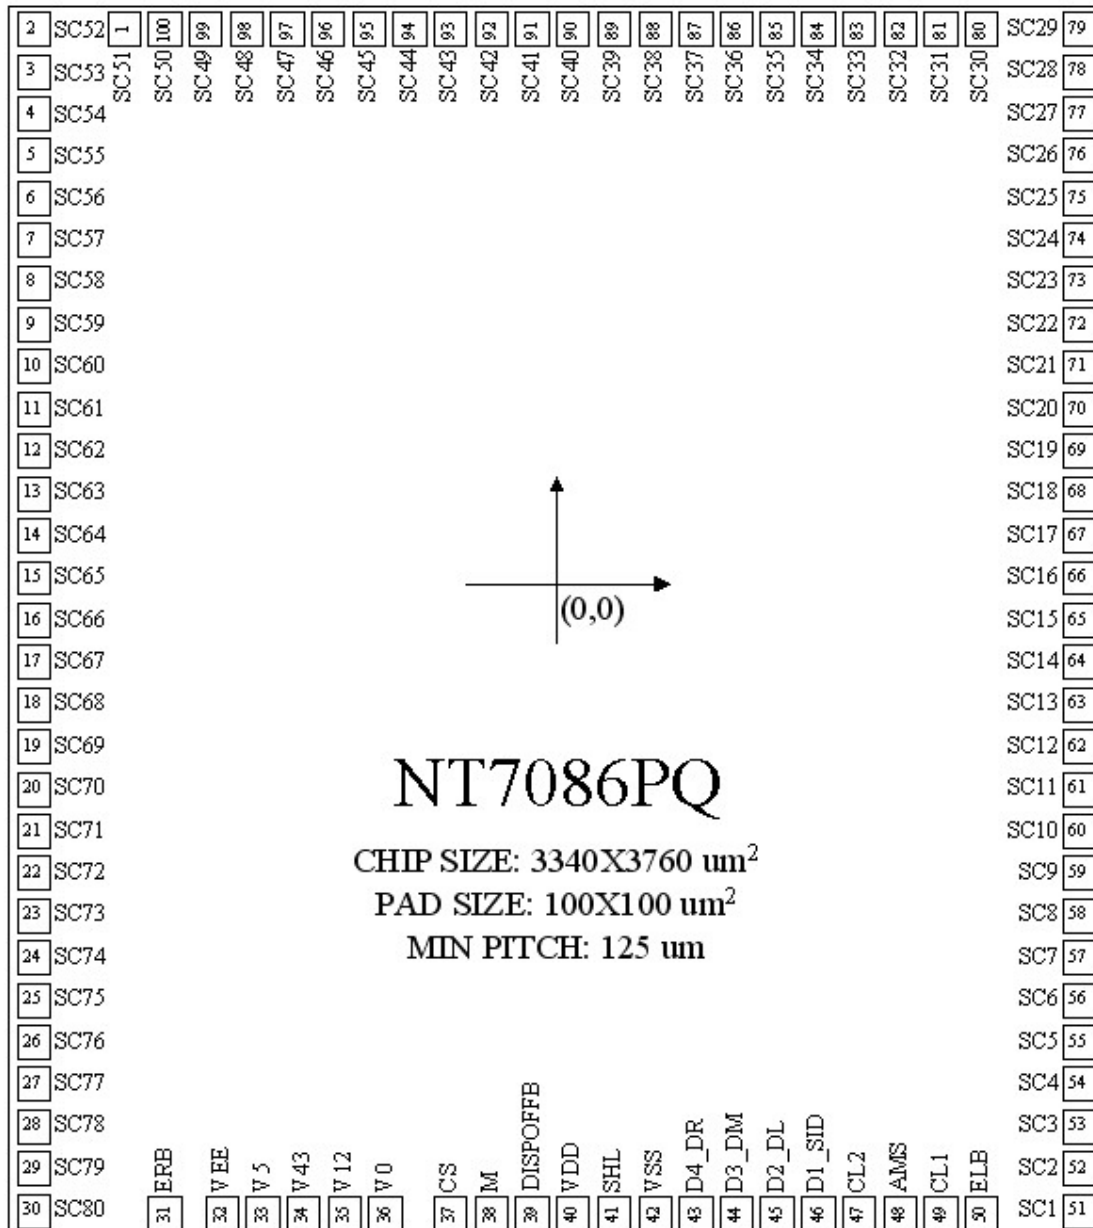 2 SC52 1 100 99 98 97 96 95 94 93 92 91 90 89 88 87 86 85 84 83 82 81 80 SC29 79
SC51 SC50 SC49 SC48 SC47 SC46 SC45 SC44 SC43 SC42 SC41 SC40 SC39 SC38 SC37 SC36 SC35 SC34 SC33 SC32 SC31 SC30
3 SC53 SC28 78
4 SC54 SC27 77
5 SC55 SC26 76
6 SC56 SC25 75
7 SC57 SC24 74
8 SC58 SC23 73
9 SC59 SC22 72
10 SC60 SC21 71
11 SC61 SC20 70
12 SC62 SC19 69
13 SC63 SC18 68
14 SC64 SC17 67
15 SC65 SC16 66
(0,0)
16 SC66 SC15 65
17 SC67 SC14 64
18 SC68 SC13 63
19 SC69 SC12 62
20 SC70 SC11 61
NT7086PQ
21 SC71 SC10 60
22 SC72 SC9 59
CHIP SIZE: 3340X3760 um²
23 SC73 SC8 58
PAD SIZE: 100X100 um²
24 SC74 SC7 57
MIN PITCH: 125 um
25 SC75 SC6 56
26 SC76 SC5 55
27 SC77 SC4 54
28 SC78 SC3 53
29 SC79 SC2 52
ERB VEE V5 V43 V12 V0 CS M DISPOFFB VDD SHL VSS D4_DR D3_DM D2_DL D1_SID CL2 AMS CL1 ELB
30 SC80 31 32 33 34 35 36 37 38 39 40 41 42 43 44 45 46 47 48 49 50 SC1 51